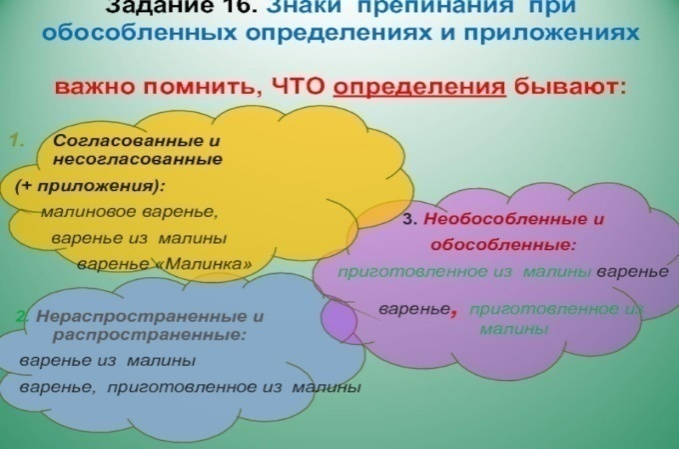 Задание 16. Знаки препинания при
обособленных определениях и приложениях
важно помнить, ЧТО определения бывают:
1. Согласованные и
несогласованные
(+ приложения):
малиновое варенье,
варенье из малины
варенье «Малинка»
2. Нераспространенные и
распространенные:
варенье из малины
варенье, приготовленное из малины
3. Необособленные и
обособленные:
приготовленное из малины варенье
варенье, приготовленное из
малины